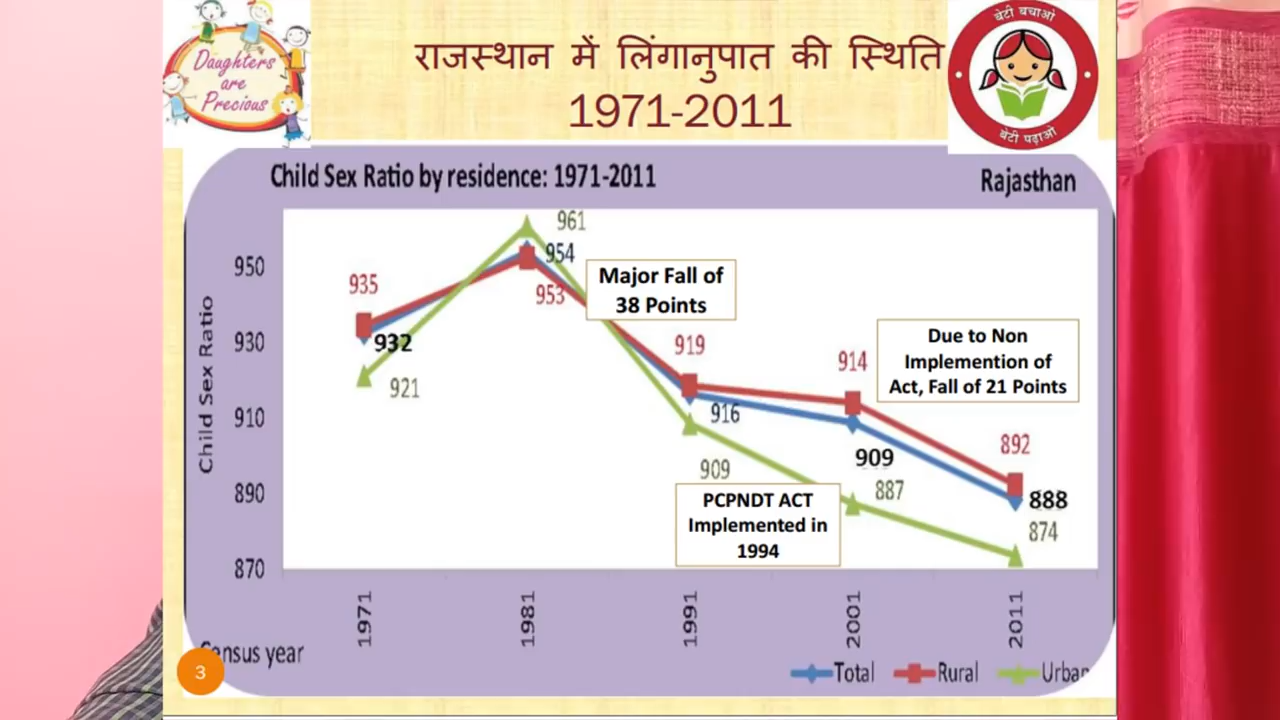 Daughters
are
Precious
राजस्थान में लिंगानुपात की स्थिति
1971-2011
बेटी बचाओ
बेटी पढ़ाओ
Child Sex Ratio by residence: 1971-2011
Rajasthan
Child Sex Ratio
950
930
910
890
870
935
932
921
961
954
953
Major Fall of
38 Points
919
916
909
PCPNDT ACT
Implemented in
1994
914
909
887
Due to Non
Implemention of
Act, Fall of 21 Points
892
888
874
1971
1981
1991
2001
2011
Census year
Total
Rural
Urban
3